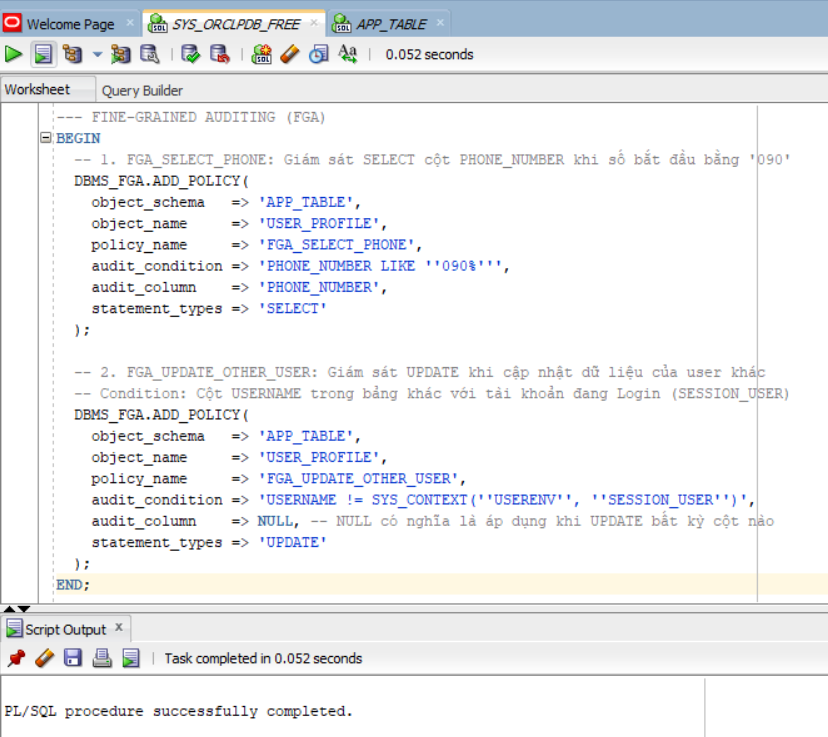 Welcome Page × SYS_ORCLPDB_FREE × APP_TABLE ×
0.052 seconds
Worksheet Query Builder
--- FINE-GRAINED AUDITING (FGA)
BEGIN
-- 1. FGA_SELECT_PHONE: Giám sát SELECT cột PHONE_NUMBER khi số bắt đầu bằng '090'
DBMS_FGA.ADD_POLICY(
object_schema => 'APP_TABLE',
object_name => 'USER_PROFILE',
policy_name => 'FGA_SELECT_PHONE',
audit_condition => 'PHONE_NUMBER LIKE ''090%''',
audit_column => 'PHONE_NUMBER',
statement_types => 'SELECT'
);
-- 2. FGA_UPDATE_OTHER_USER: Giám sát UPDATE khi cập nhật dữ liệu của user khác
-- Condition: Cột USERNAME trong bảng khác với tài khoản đang Login (SESSION_USER)
DBMS_FGA.ADD_POLICY(
object_schema => 'APP_TABLE',
object_name => 'USER_PROFILE',
policy_name => 'FGA_UPDATE_OTHER_USER',
audit_condition => 'USERNAME != SYS_CONTEXT(''USERENV'', ''SESSION_USER'')',
audit_column => NULL, -- NULL có nghĩa là áp dụng khi UPDATE bất kỳ cột nào
statement_types => 'UPDATE'
);
END;
Script Output ×
Task completed in 0.052 seconds
PL/SQL procedure successfully completed.